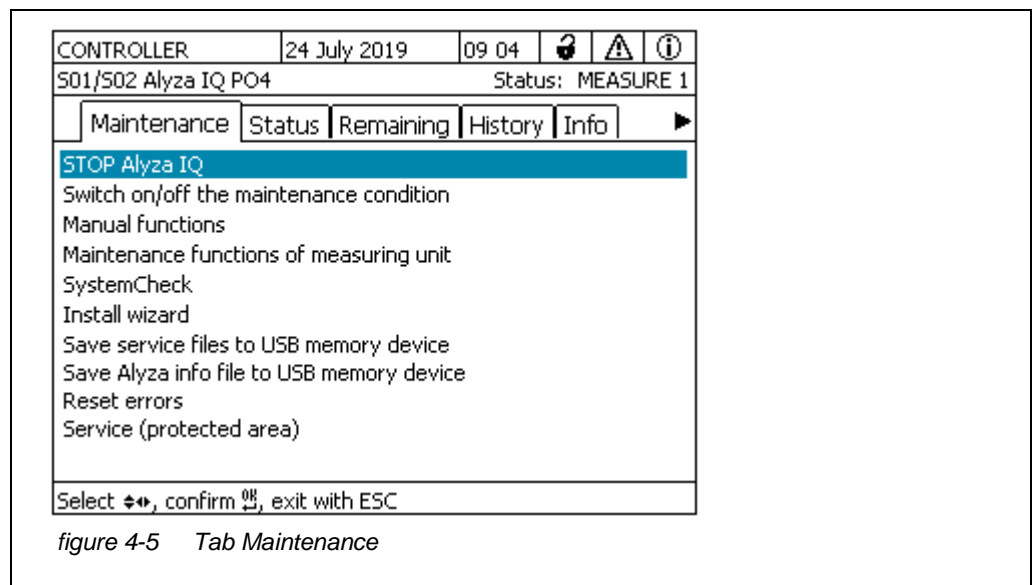 CONTROLLER 24 July 2019 09 04
S01/S02 Alyza IQ PO4 Status: MEASURE 1
Maintenance Status Remaining History Info
STOP Alyza IQ
Switch on/off the maintenance condition
Manual functions
Maintenance functions of measuring unit
SystemCheck
Install wizard
Save service files to USB memory device
Save Alyza info file to USB memory device
Reset errors
Service (protected area)
Select , confirm OK, exit with ESC
figure 4-5 Tab Maintenance